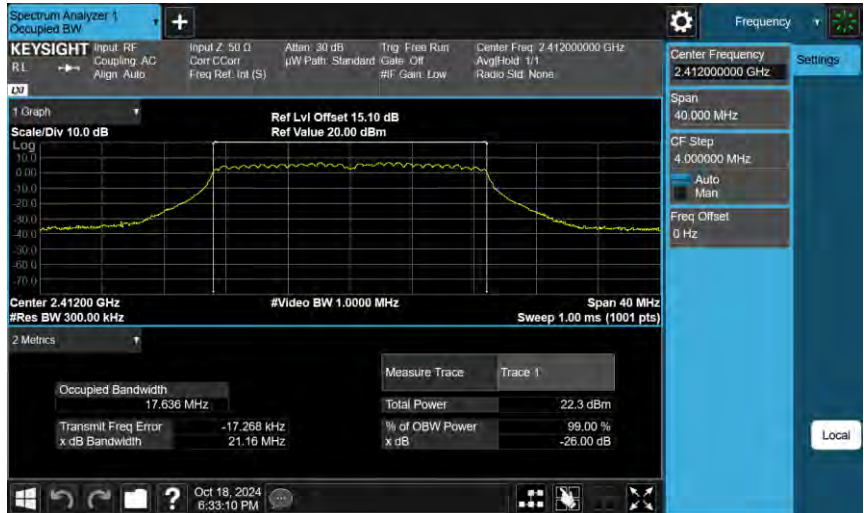 Spectrum Analyzer 1
Occupied BW
+
Frequency
KEYSIGHT
Input: RF
Coupling: AC
Align: Auto
RL
LXI
Input Z: 50 Ω
Corr CCorr
Freq Ref: Int (S)
Atten: 30 dB
µW Path: Standard
Trig: Free Run
Gate: Off
#IF Gain: Low
Center Freq: 2.412000000 GHz
Avg|Hold: 1/1
Radio Std: None
Center Frequency
2.412000000 GHz
Settings
Span
40.000 MHz
CF Step
4.000000 MHz
Auto
Man
Freq Offset
0 Hz
1 Graph
Scale/Div 10.0 dB
Ref Lvl Offset 15.10 dB
Ref Value 20.00 dBm
Log
10.0
0.00
-10.0
-20.0
-30.0
-40.0
-50.0
-60.0
-70.0
Center 2.41200 GHz
#Res BW 300.00 kHz
#Video BW 1.0000 MHz
Span 40 MHz
Sweep 1.00 ms (1001 pts)
2 Metrics
Measure Trace
Trace 1
Occupied Bandwidth
17.636 MHz
Total Power
22.3 dBm
Transmit Freq Error
-17.268 kHz
% of OBW Power
99.00 %
x dB Bandwidth
21.16 MHz
x dB
-26.00 dB
Local
?
Oct 18, 2024
6:33:10 PM